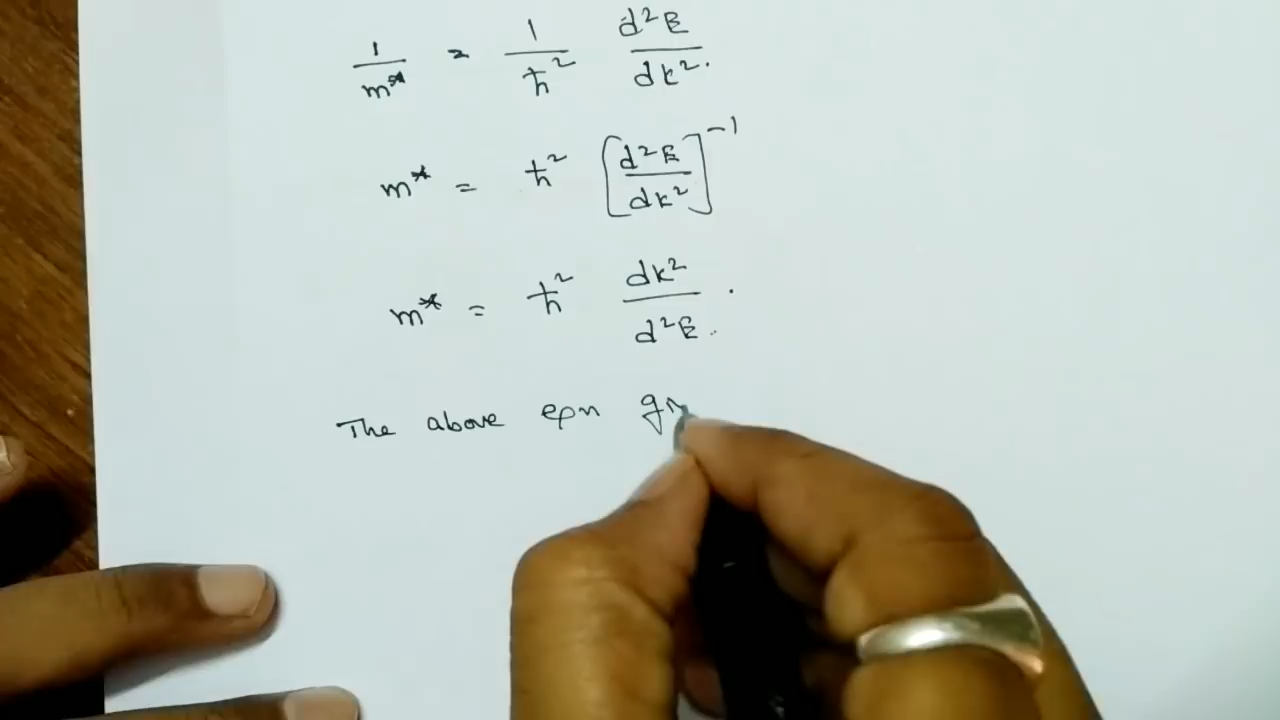 1/m* = 1/ħ² d²E/dk².
m* = ħ² [d²E/dk²]⁻¹
m* = ħ² dk²/d²E.
The above eqn